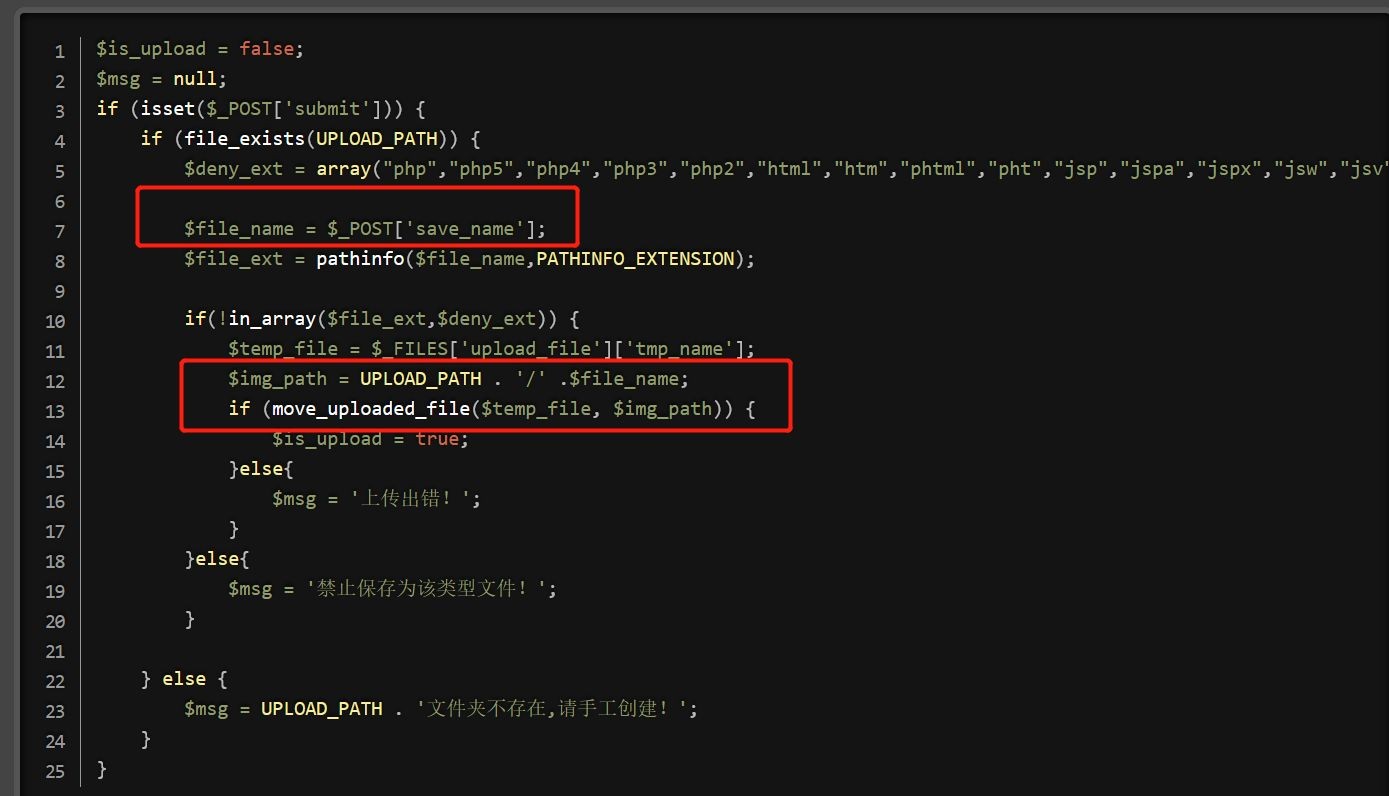 1 $is_upload = false;
2 $msg = null;
3 if (isset($_POST['submit'])) {
4     if (file_exists(UPLOAD_PATH)) {
5         $deny_ext = array("php","php5","php4","php3","php2","html","htm","phtml","pht","jsp","jspa","jspx","jsw","jsv"
6
7         $file_name = $_POST['save_name'];
8         $file_ext = pathinfo($file_name,PATHINFO_EXTENSION);
9
10         if(!in_array($file_ext,$deny_ext)) {
11             $temp_file = $_FILES['upload_file']['tmp_name'];
12             $img_path = UPLOAD_PATH . '/' .$file_name;
13             if (move_uploaded_file($temp_file, $img_path)) {
14                 $is_upload = true;
15             }else{
16                 $msg = '上传出错！';
17             }
18         }else{
19             $msg = '禁止保存为该类型文件！';
20         }
21
22     } else {
23         $msg = UPLOAD_PATH . '文件夹不存在,请手工创建！';
24     }
25 }